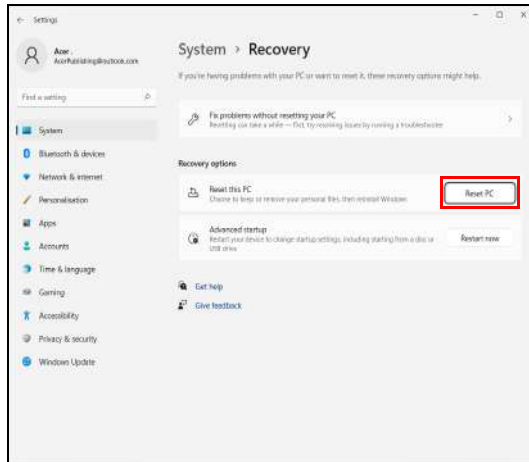 Settings
Acer .
AcerPublishing@outlook.com
Find a setting
System
Bluetooth & devices
Network & internet
Personalisation
Apps
Accounts
Time & language
Gaming
Accessibility
Privacy & security
Windows Update
System > Recovery
If you're having problems with your PC or want to reset it, these recovery options might help.
Fix problems without resetting your PC
Resetting can take a while — first, try resolving issues by running a troubleshooter
Recovery options
Reset this PC
Choose to keep or remove your personal files, then reinstall Windows
Reset PC
Advanced startup
Restart your device to change startup settings, including starting from a disc or
USB drive
Restart now
Get help
Give feedback